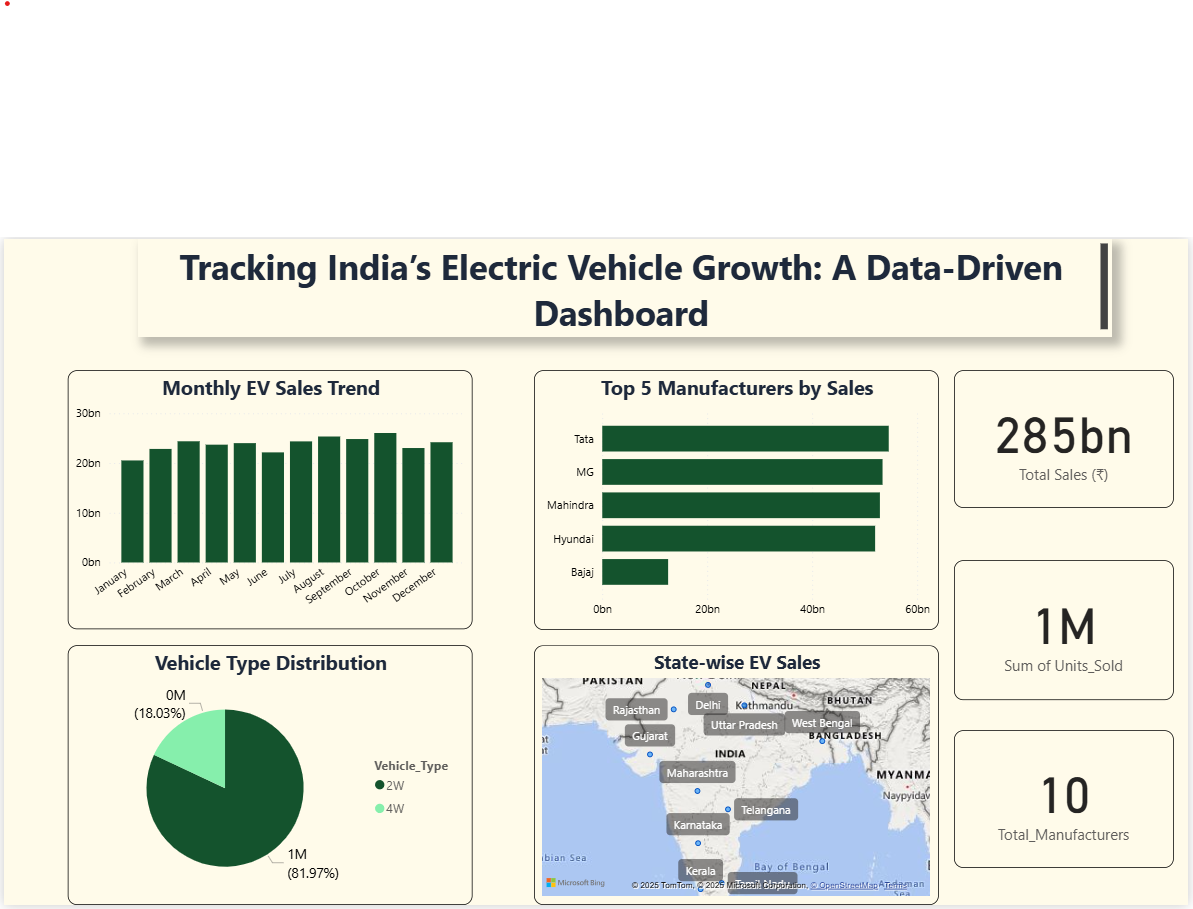 Tracking India’s Electric Vehicle Growth: A Data-Driven
Dashboard
Monthly EV Sales Trend
30bn
20bn
10bn
0bn
January
February
March
April
May
June
July
August
September
October
November
December
Top 5 Manufacturers by Sales
Tata
MG
Mahindra
Hyundai
Bajaj
0bn
20bn
40bn
60bn
285bn
Total Sales (₹)
1M
Sum of Units_Sold
10
Total_Manufacturers
Vehicle Type Distribution
0M
(18.03%)
1M
(81.97%)
Vehicle_Type
2W
4W
State-wise EV Sales
PAKISTAN
NEPAL
BHUTAN
Rajasthan
Delhi
Kathmandu
Uttar Pradesh
West Bengal
Gujarat
BANGLADESH
INDIA
Maharashtra
MYANMA
Naypyidaw
Telangana
Karnataka
bian Sea
Kerala
Bay of Bengal
Tamil Nadu
Andaman
Sea
Microsoft Bing
© 2025 TomTom, © 2025 Microsoft Corporation, © OpenStreetMap Terms